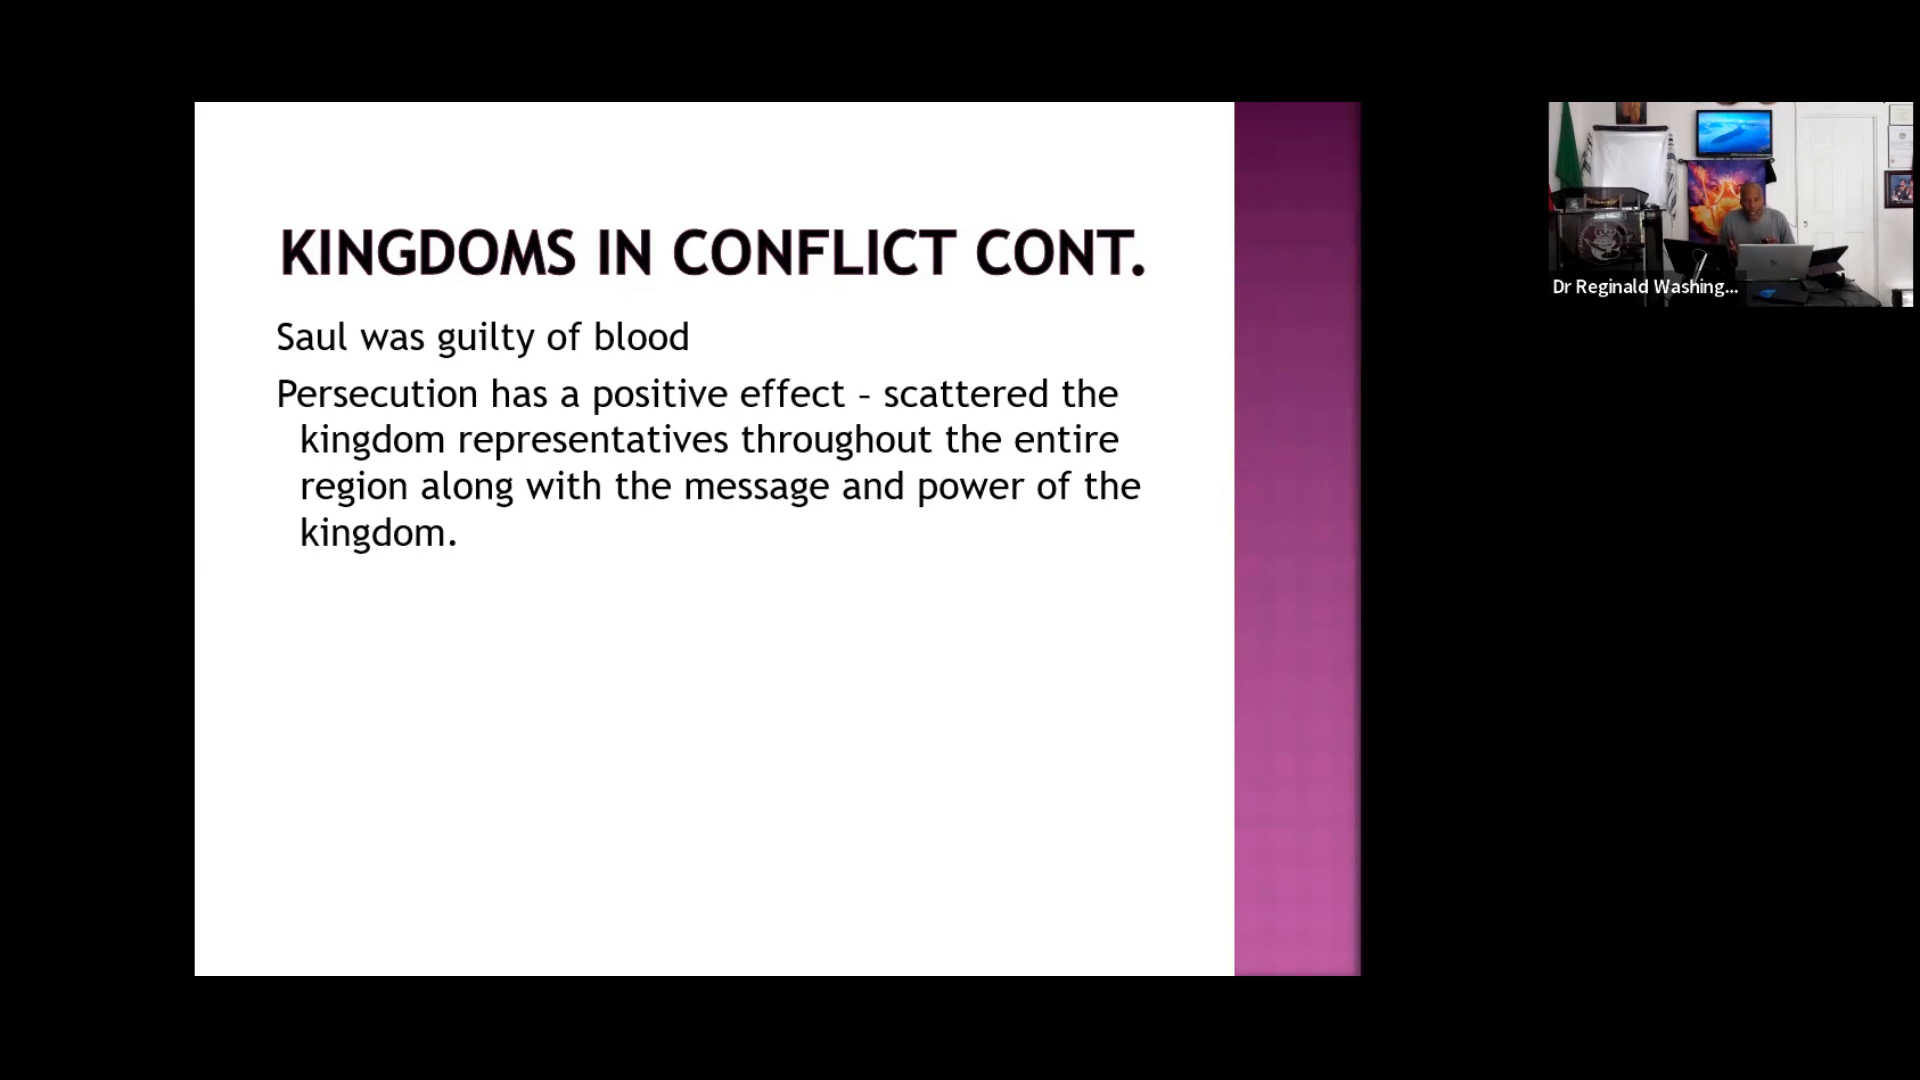 KINGDOMS IN CONFLICT CONT.
Saul was guilty of blood
Persecution has a positive effect – scattered the
kingdom representatives throughout the entire
region along with the message and power of the
kingdom.
Dr Reginald Washing...